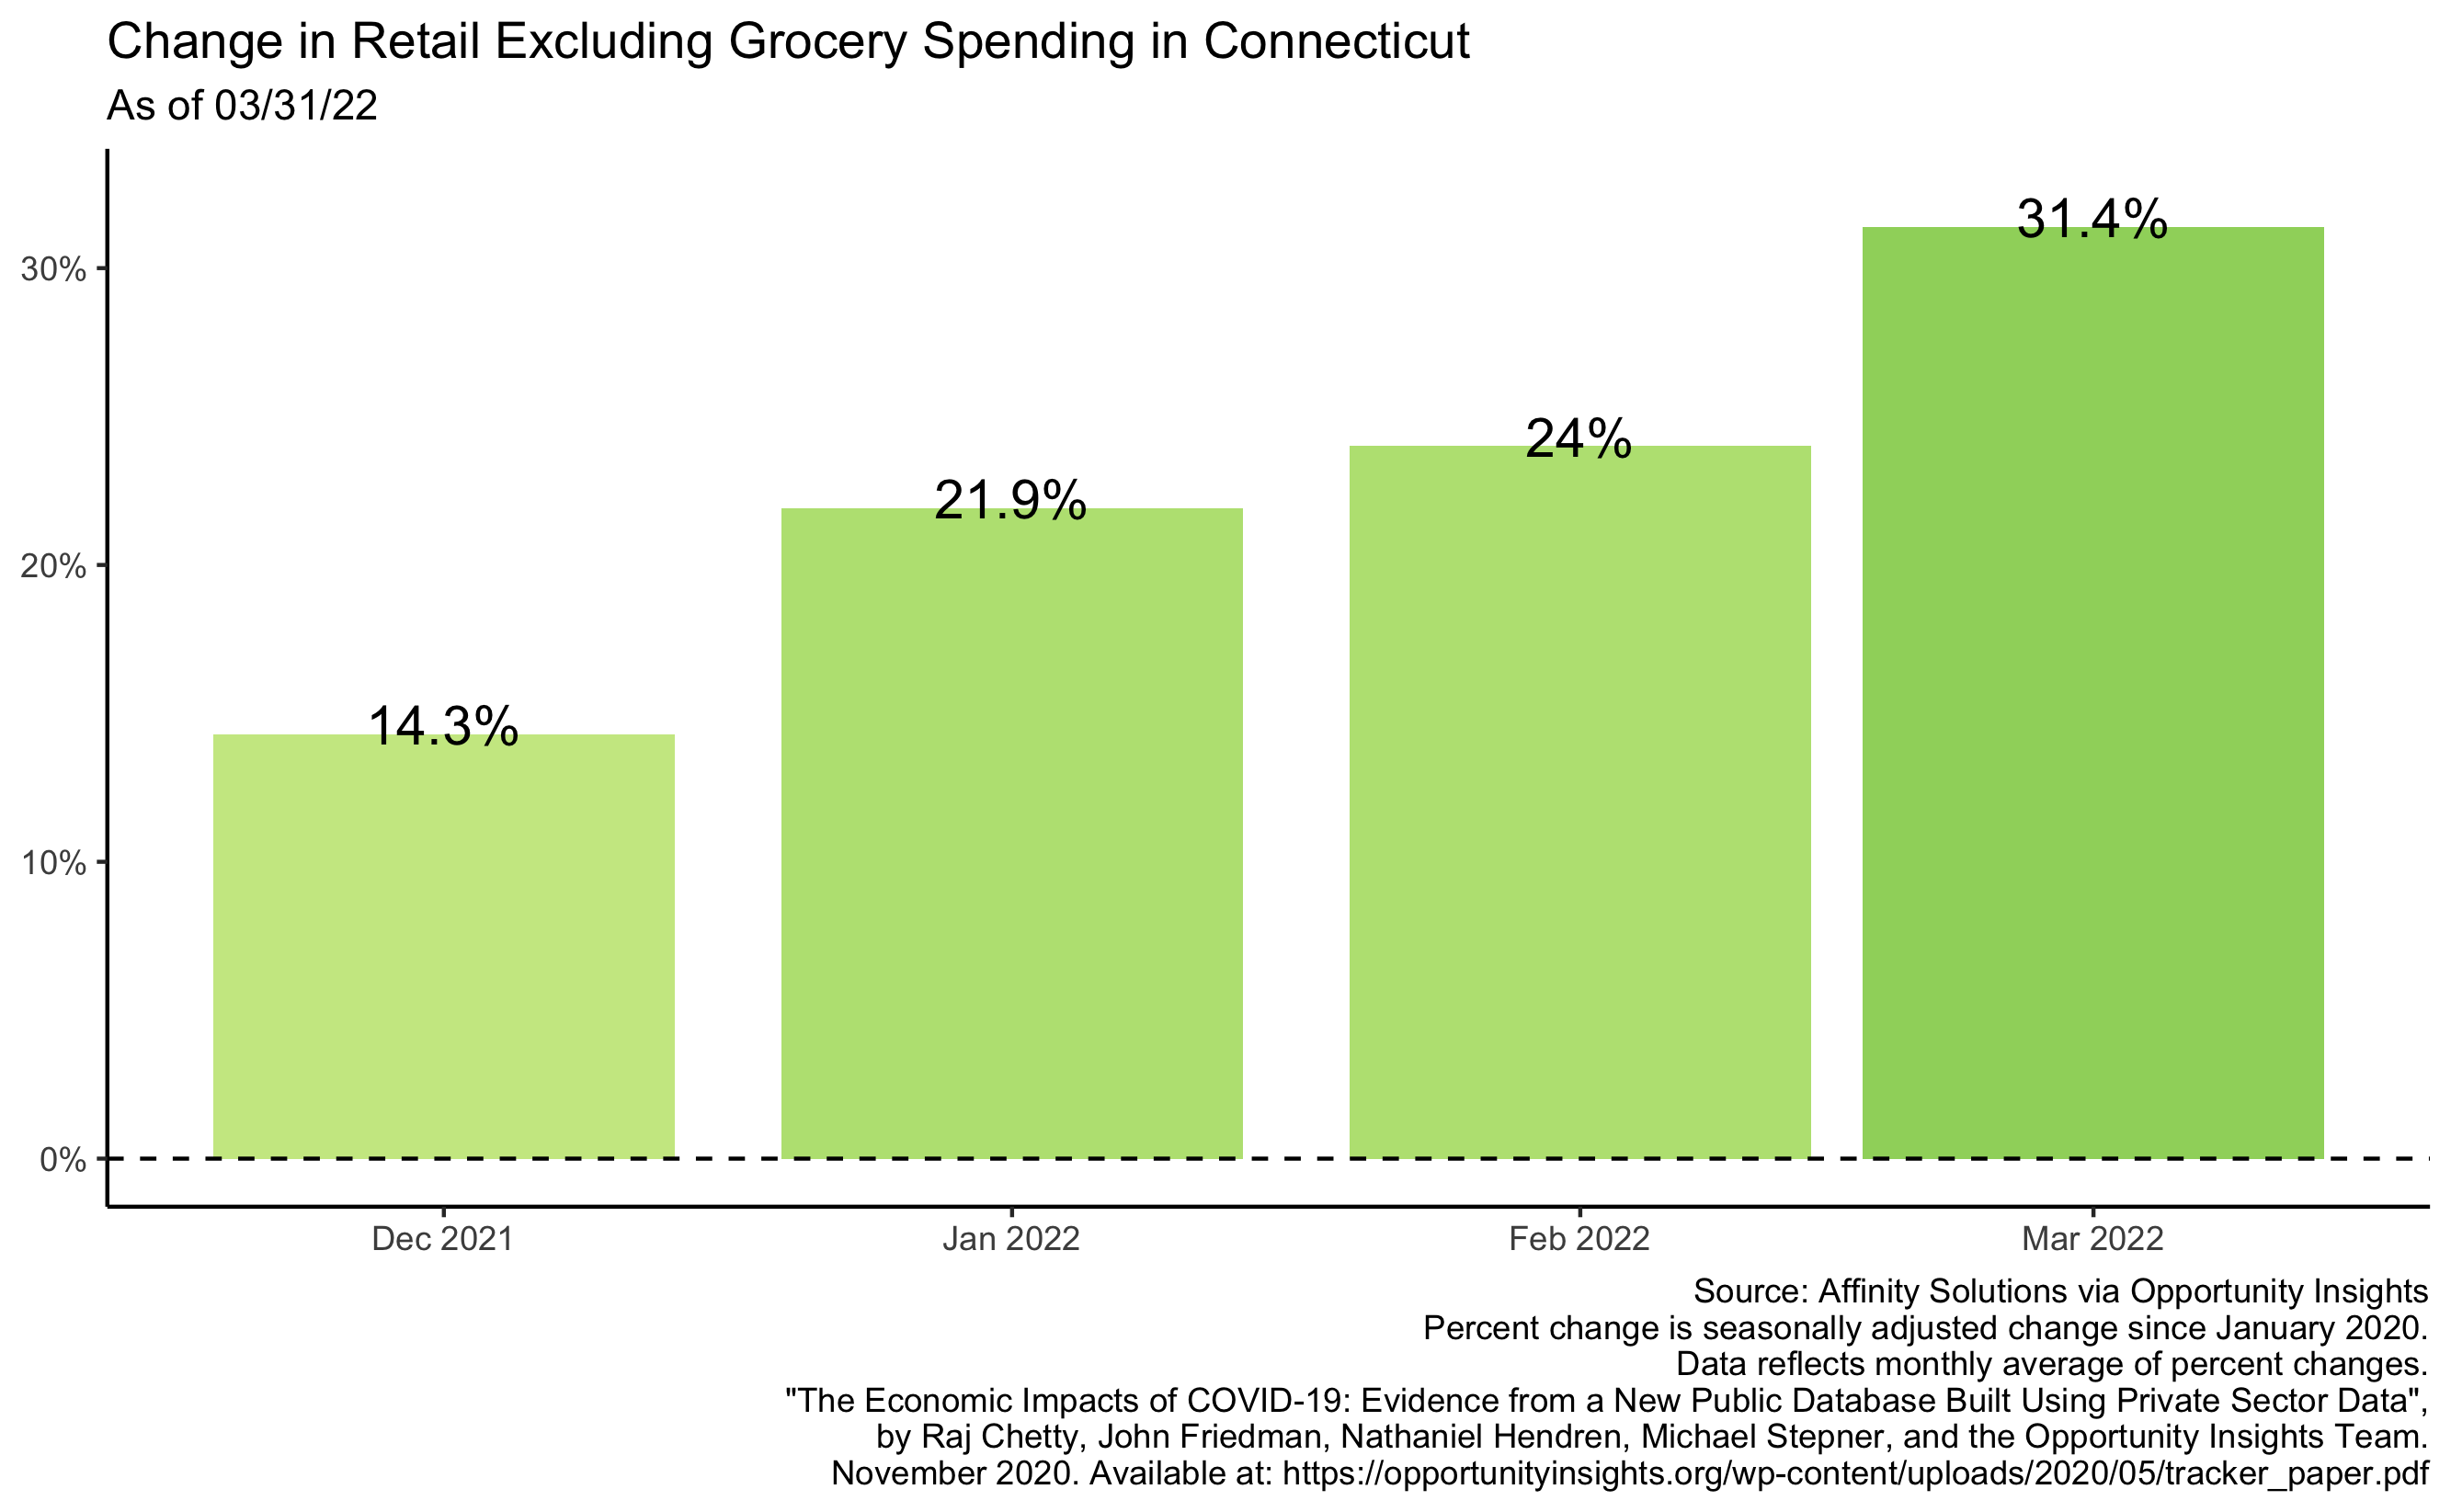 Change in Retail Excluding Grocery Spending in Connecticut
As of 03/31/22
31.4%
30%
24%
21.9%
20%
14.3%
10%
0%
Dec 2021
Jan 2022
Feb 2022
Mar 2022
Source: Affinity Solutions via Opportunity Insights
Percent change is seasonally adjusted change since January 2020.
Data reflects monthly average of percent changes.
"The Economic Impacts of COVID-19: Evidence from a New Public Database Built Using Private Sector Data",
by Raj Chetty, John Friedman, Nathaniel Hendren, Michael Stepner, and the Opportunity Insights Team.
November 2020. Available at: https://opportunityinsights.org/wp-content/uploads/2020/05/tracker_paper.pdf